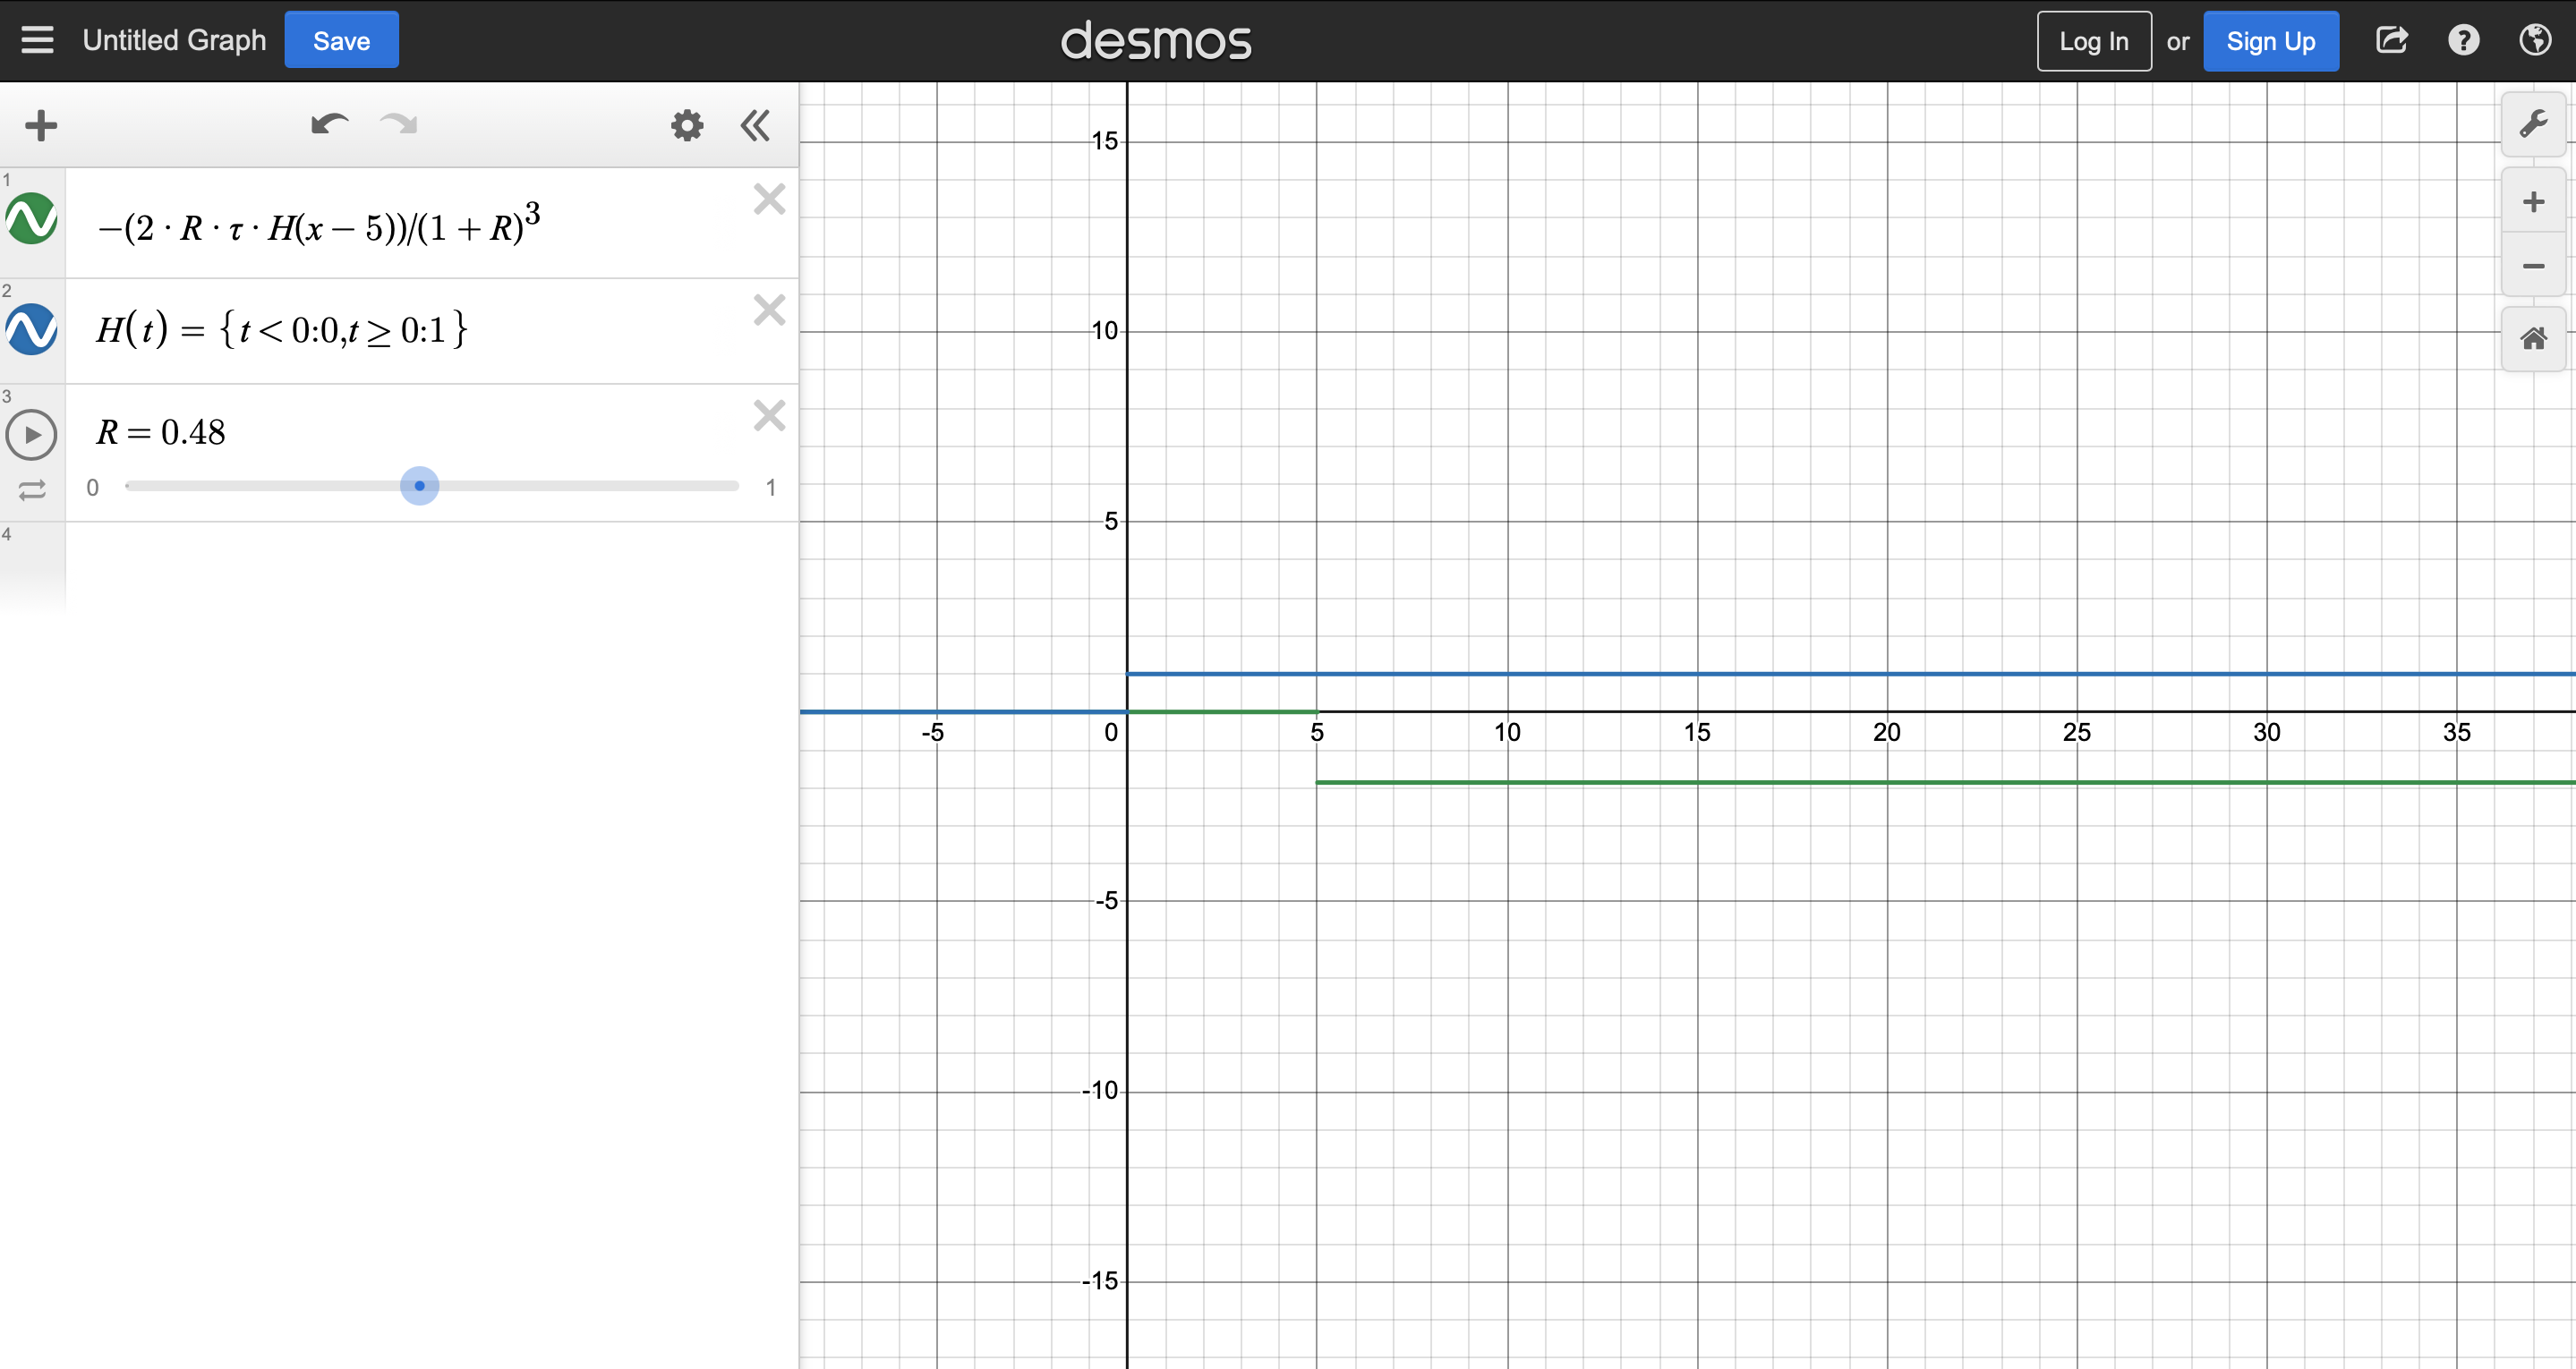 Untitled Graph Save desmos Log In or Sign Up ?
1
−(2 · R · τ · H(x − 5))/(1 + R)³
2
H(t) = {t < 0:0,t ≥ 0:1}
3
R = 0.48
0 1
4
15
10
5
-5 0 5 10 15 20 25 30 35
-5
-10
-15